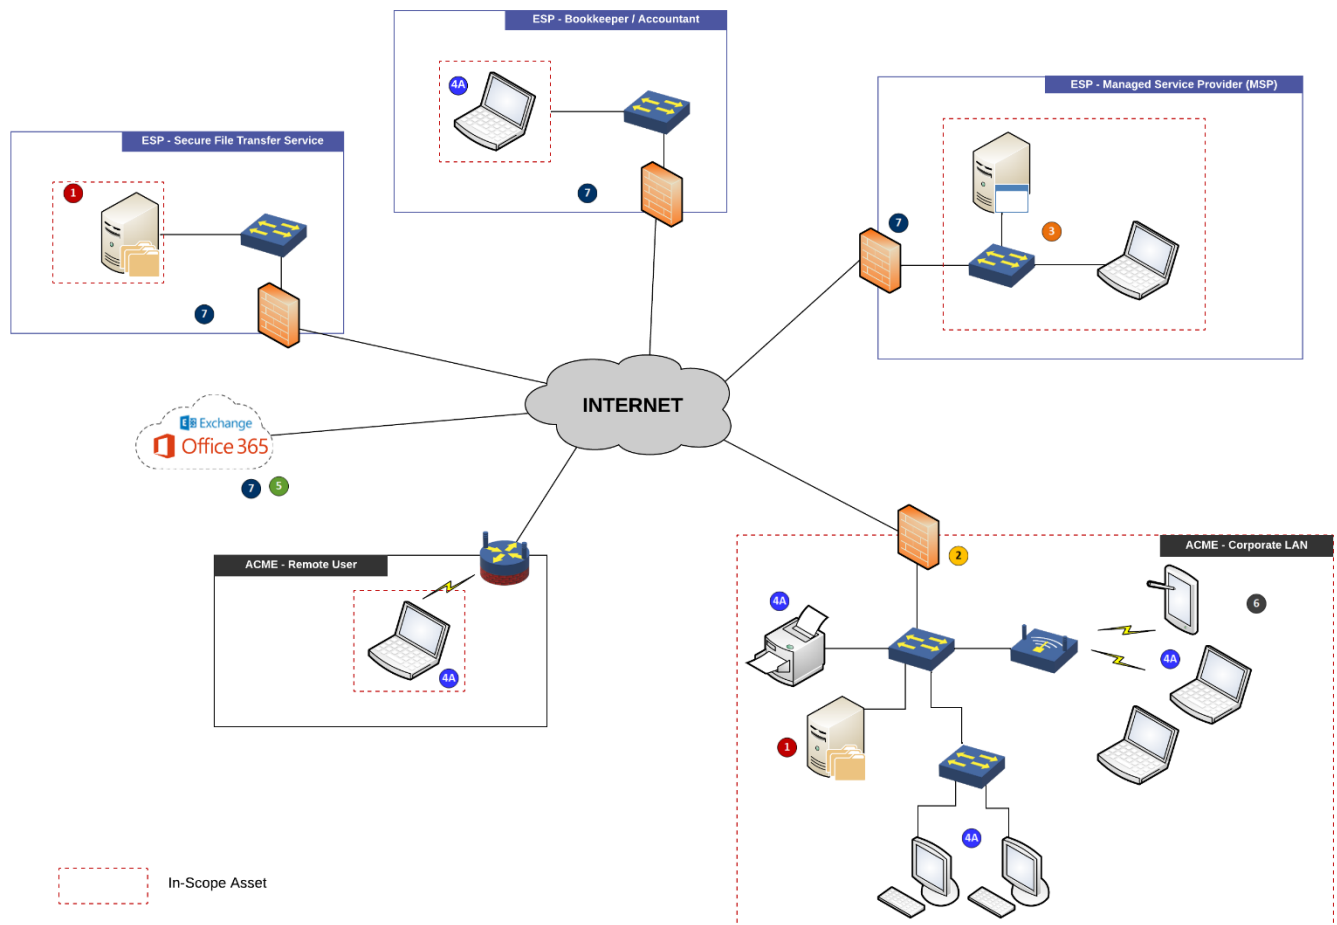 ESP - Bookkeeper / Accountant
4A
7
ESP - Managed Service Provider (MSP)
7
3
ESP - Secure File Transfer Service
1
7
INTERNET
Exchange
Office 365
7
5
ACME - Remote User
4A
ACME - Corporate LAN
2
4A
6
4A
1
4A
In-Scope Asset